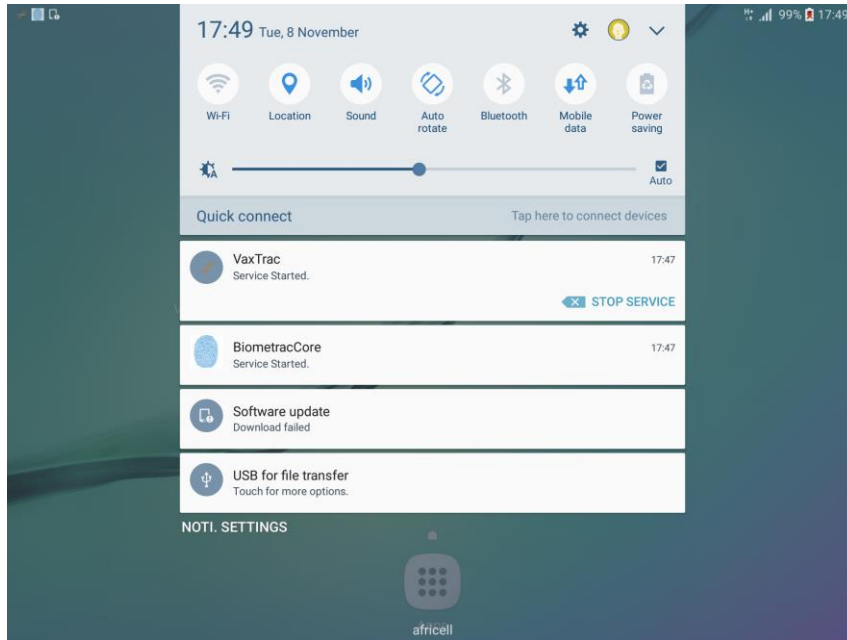 99% 17:49
17:49 Tue, 8 November
Wi-Fi
Location
Sound
Auto
rotate
Bluetooth
Mobile
data
Power
saving
A
Auto
Quick connect
Tap here to connect devices
VaxTrac
17:47
Service Started.
STOP SERVICE
BiometracCore
17:47
Service Started.
Software update
Download failed
USB for file transfer
Touch for more options.
NOTI. SETTINGS
africell